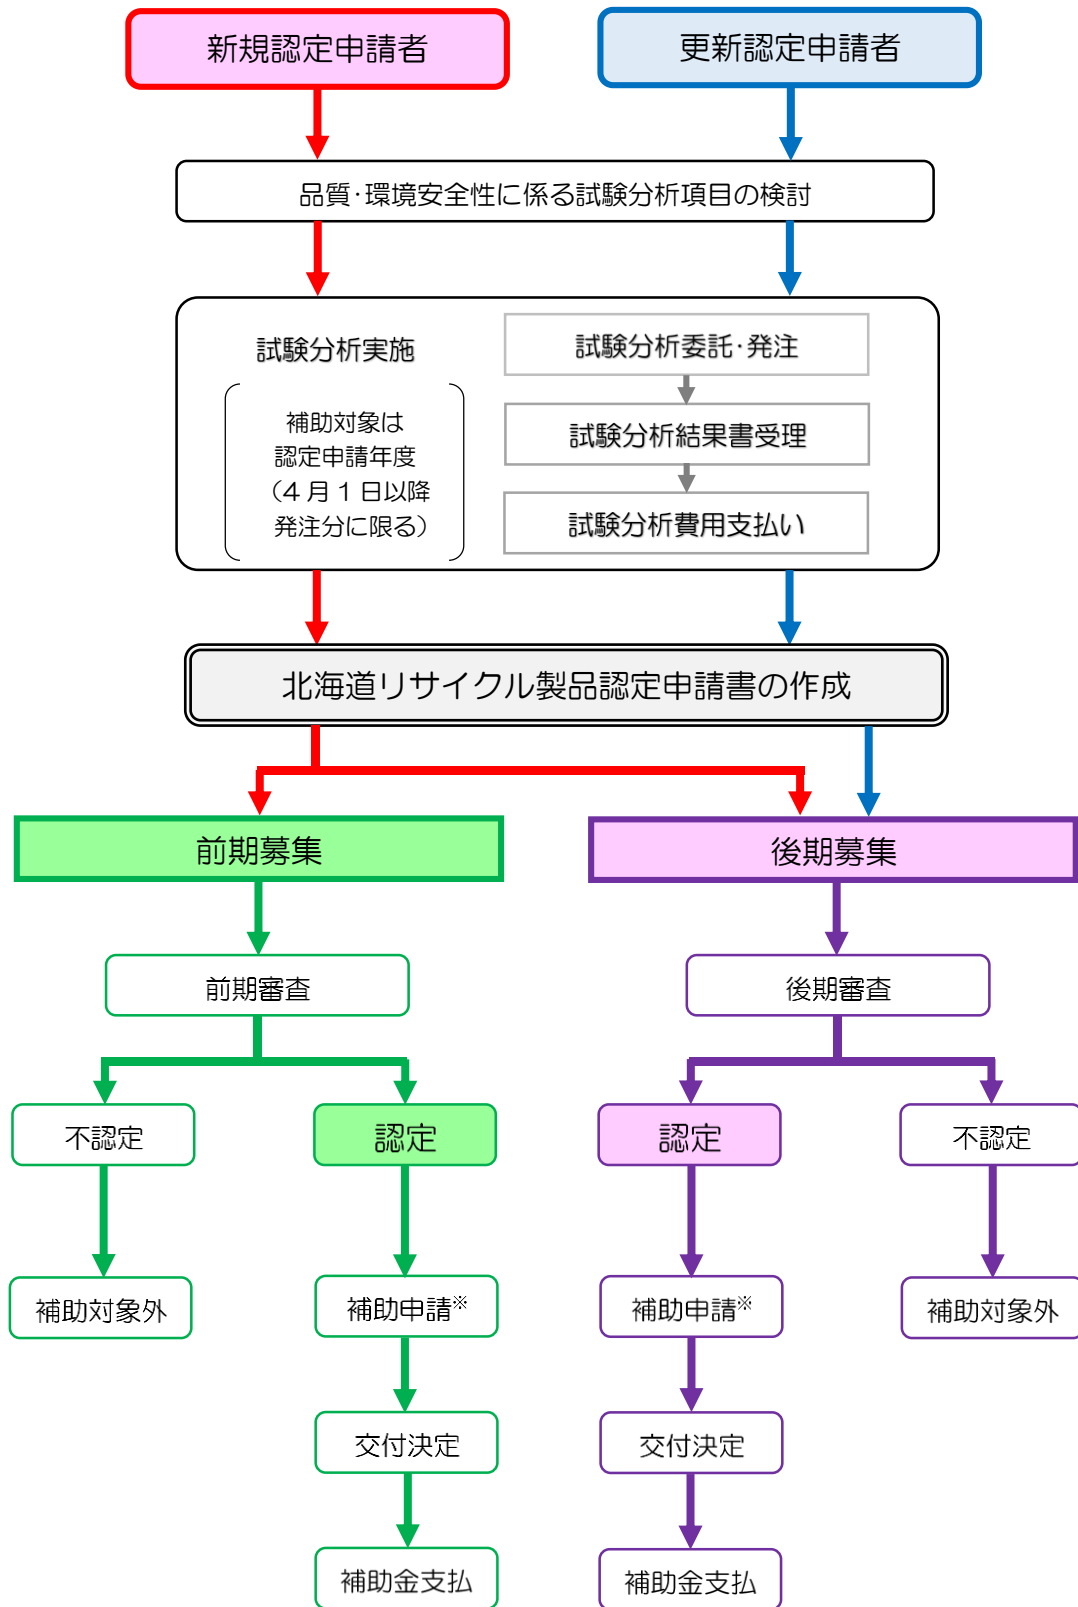 新規認定申請者
更新認定申請者
品質・環境安全性に係る試験分析項目の検討
試験分析実施
補助対象は
認定申請年度
（４月１日以降
発注分に限る）
試験分析委託・発注
試験分析結果書受理
試験分析費用支払い
北海道リサイクル製品認定申請書の作成
前期募集
後期募集
前期審査
後期審査
不認定
認定
認定
不認定
補助対象外
補助申請※
補助申請※
補助対象外
交付決定
交付決定
補助金支払
補助金支払